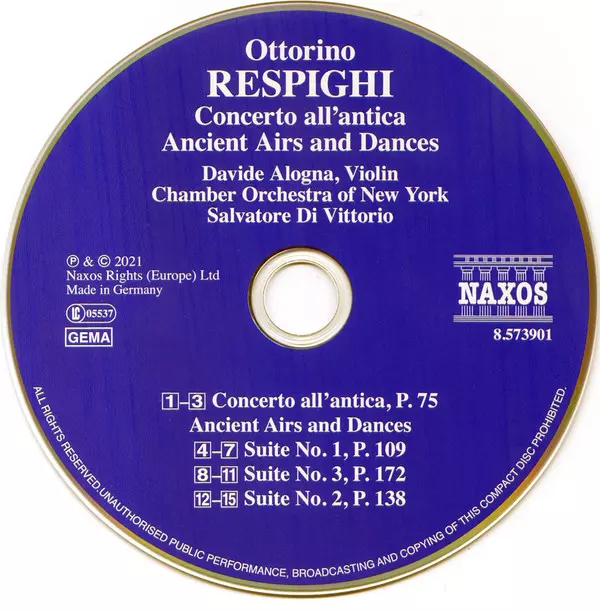 Ottorino
RESPIGHI
Concerto all’antica
Ancient Airs and Dances
Davide Alogna, Violin
Chamber Orchestra of New York
Salvatore Di Vittorio
℗ & © 2021
Naxos Rights (Europe) Ltd
Made in Germany
LC 05537
GEMA
NAXOS
8.573901
1–3 Concerto all’antica, P. 75
Ancient Airs and Dances
4–7 Suite No. 1, P. 109
8–11 Suite No. 3, P. 172
12–15 Suite No. 2, P. 138
ALL RIGHTS RESERVED.UNAUTHORISED PUBLIC PERFORMANCE, BROADCASTING AND COPYING OF THIS COMPACT DISC PROHIBITED.